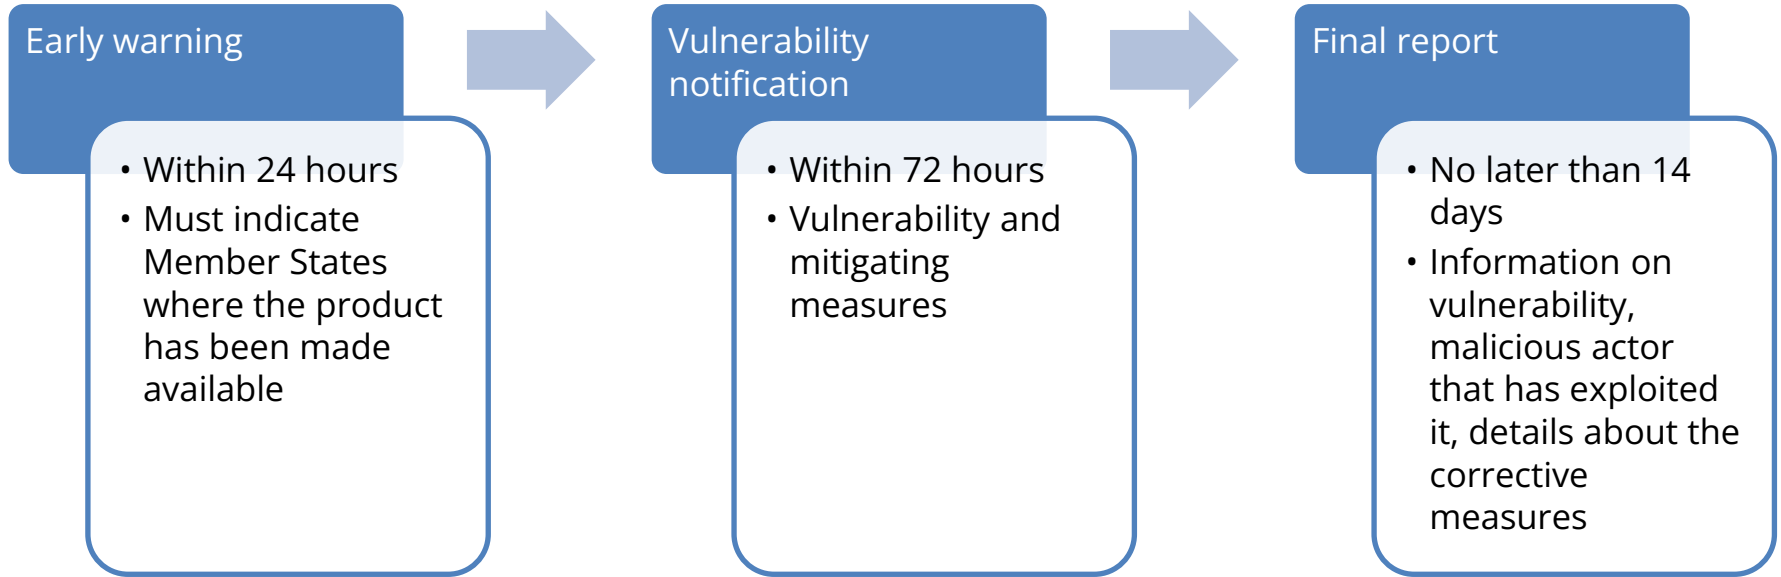 Early warning
• Within 24 hours
• Must indicate
Member States
where the product
has been made
available
Vulnerability
notification
• Within 72 hours
• Vulnerability and
mitigating
measures
Final report
• No later than 14
days
• Information on
vulnerability,
malicious actor
that has exploited
it, details about the
corrective
measures